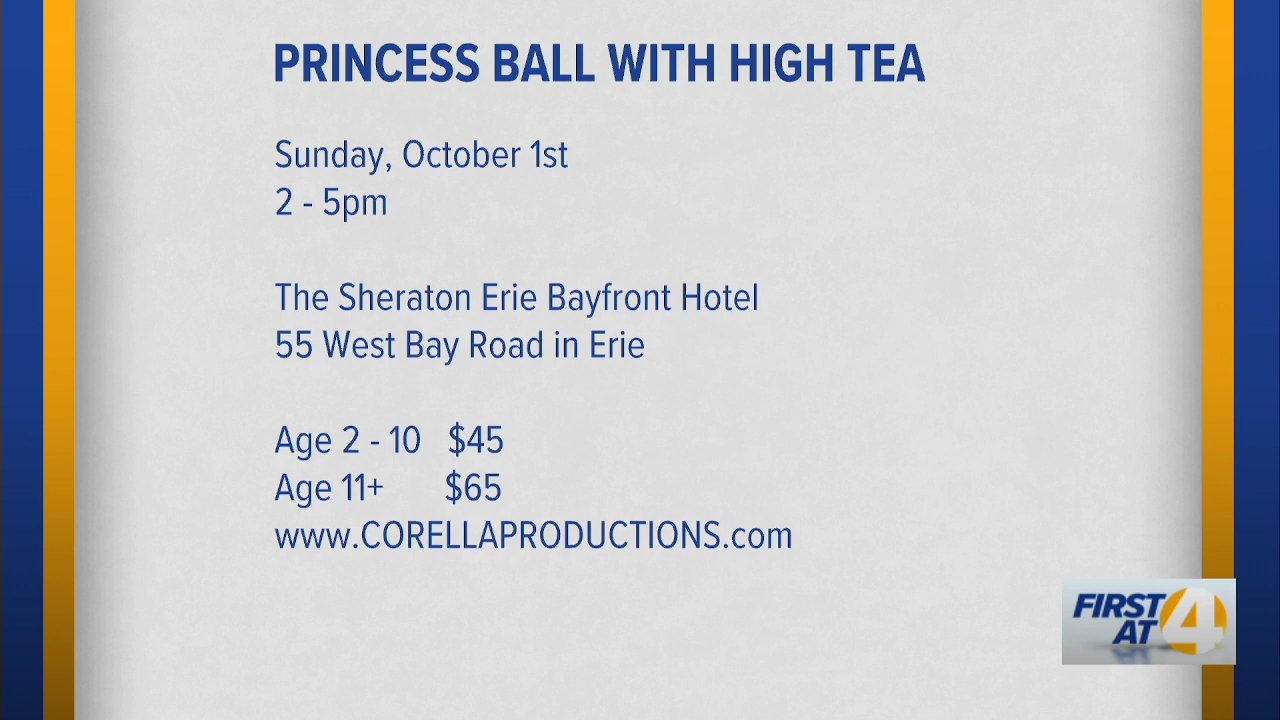 PRINCESS BALL WITH HIGH TEA
Sunday, October 1st
2 - 5pm
The Sheraton Erie Bayfront Hotel
55 West Bay Road in Erie
Age 2 - 10 $45
Age 11+ $65
www.CORELLAPRODUCTIONS.com
FIRST
AT 4